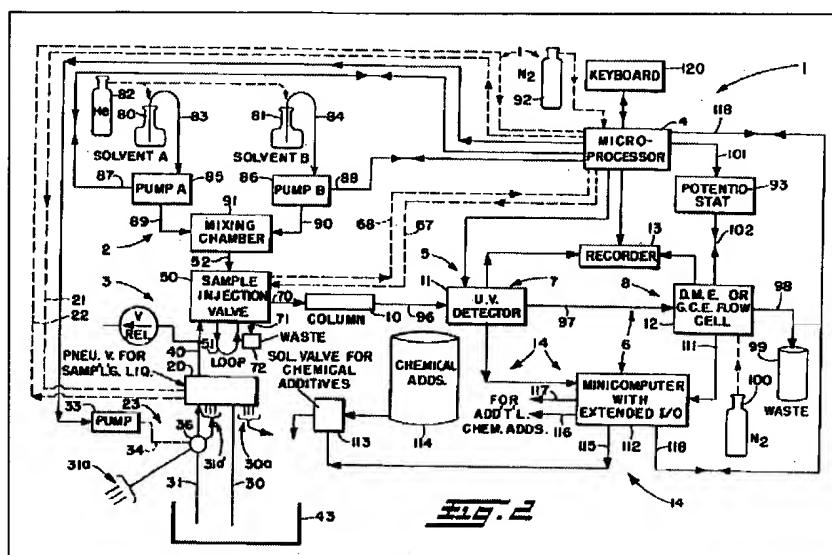 1
N2
92
KEYBOARD
120
1
He
82
80
83
81
84
SOLVENT A
SOLVENT B
4
118
MICRO-
PROCESSOR
101
87
PUMP A
85
86
PUMP B
88
POTENTIO-
STAT
93
89
91
90
68
67
102
2
MIXING
CHAMBER
52
13
RECORDER
3
50
SAMPLE
INJECTION
VALVE
70
5
11
7
U.V.
DETECTOR
8
D.M.E. OR
G.C.E. FLOW
CELL
12
98
21
22
V
REL
COLUMN
10
96
97
71
WASTE
72
51
LOOP
40
SOL. VALVE FOR
CHEMICAL
ADDITIVES
CHEMICAL
ADDS.
14
6
111
99
WASTE
100
N2
PNEU. V. FOR
SAMPL'G. LIQ.
20
MINICOMPUTER
WITH
EXTENDED I/O
FOR
ADD'T'L.
CHEM. ADDS.
117
116
115
112
118
33
PUMP
23
36
34
31a
31d
30a
113
114
31
30
43
14
Fig. 2